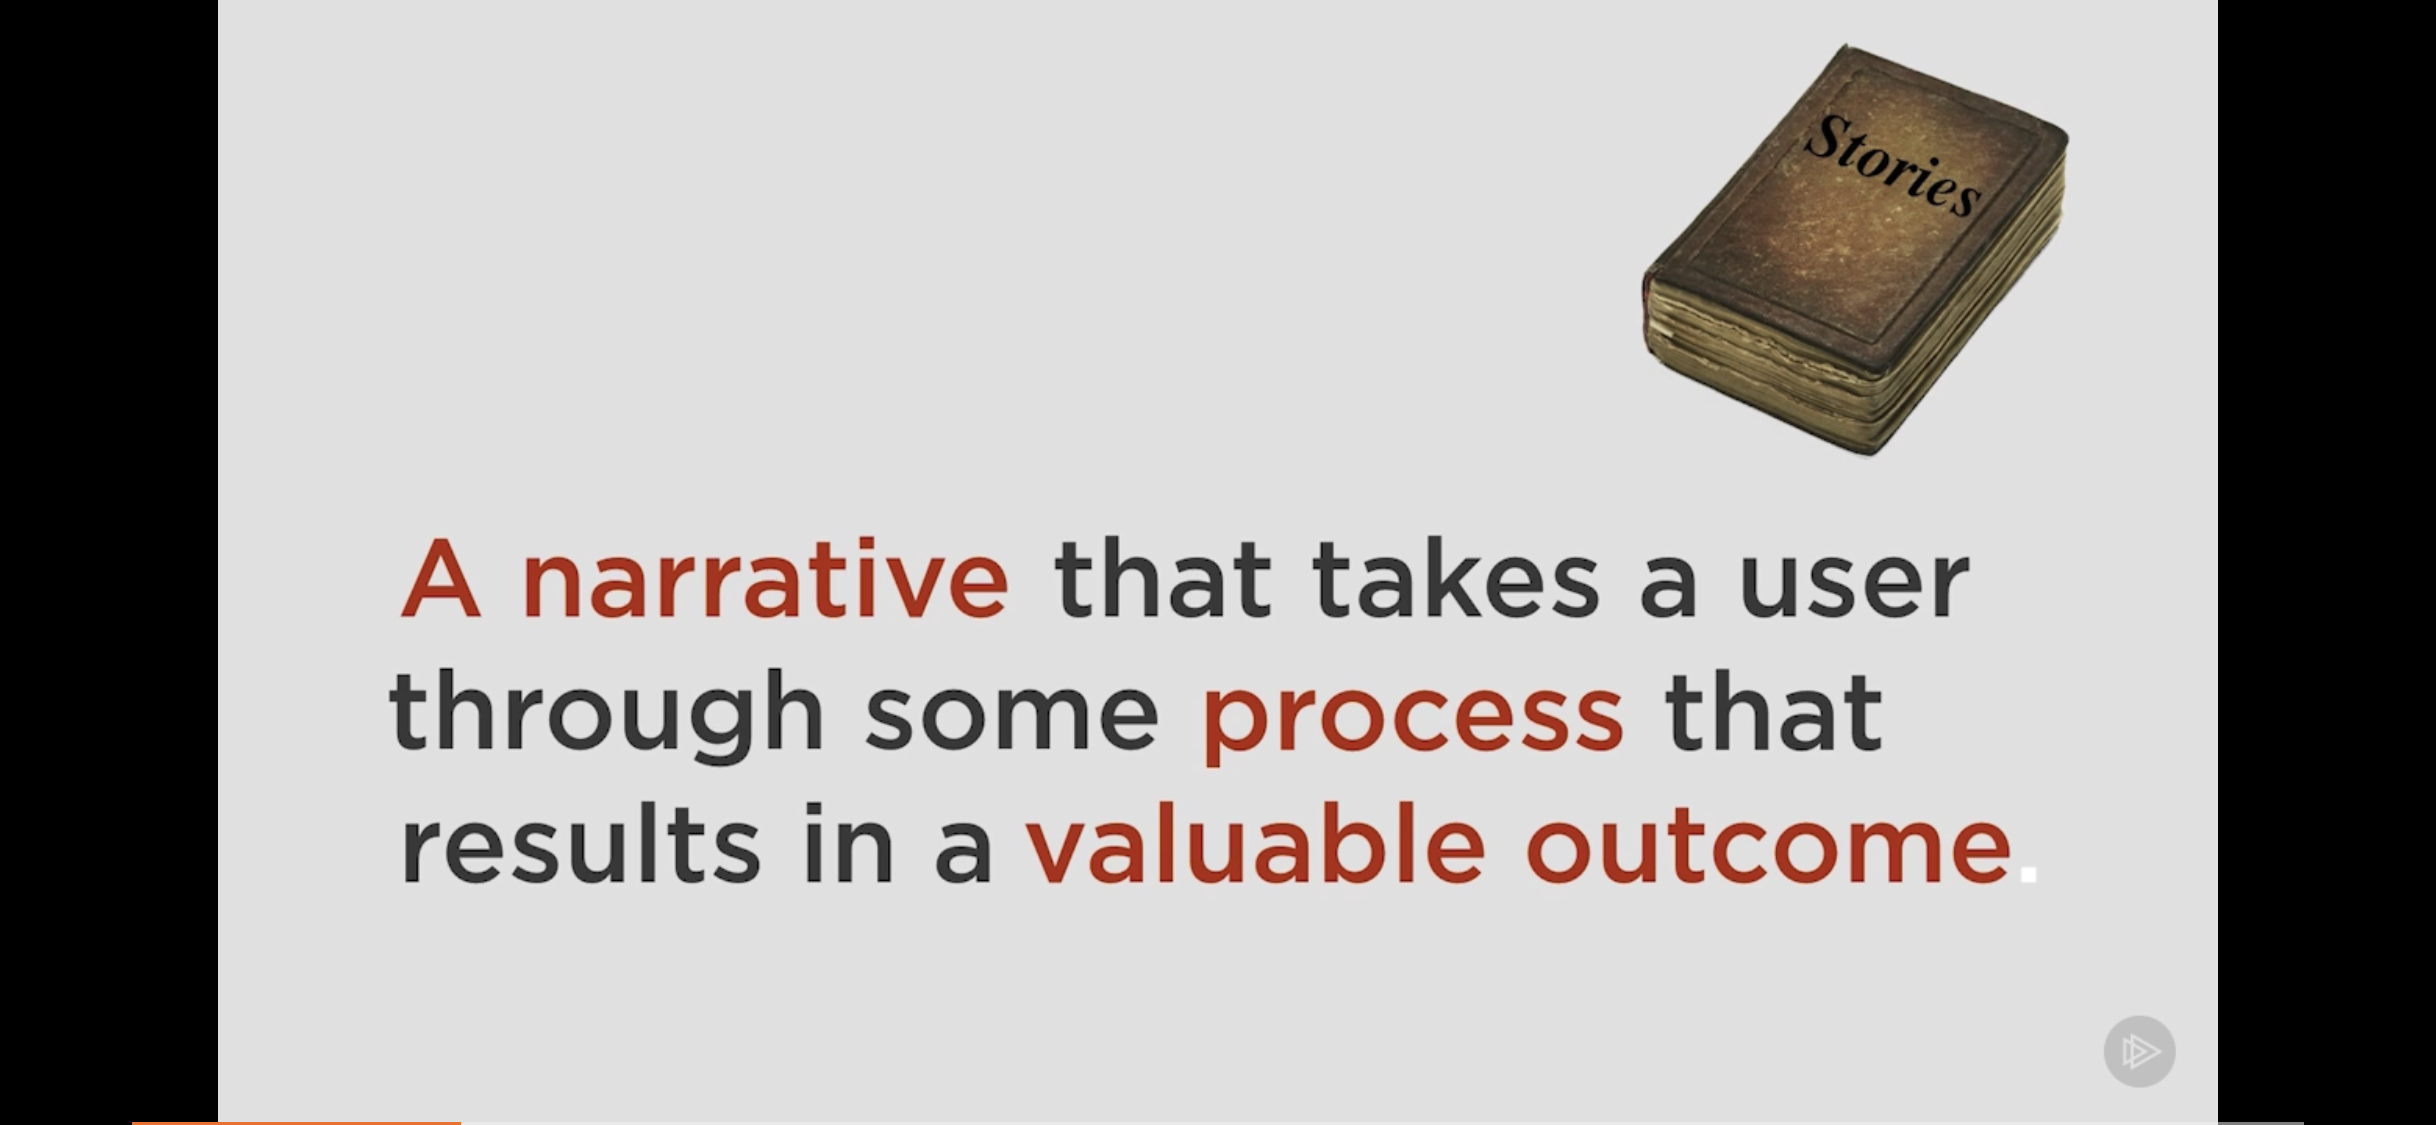 Stories
A narrative that takes a user
through some process that
results in a valuable outcome.